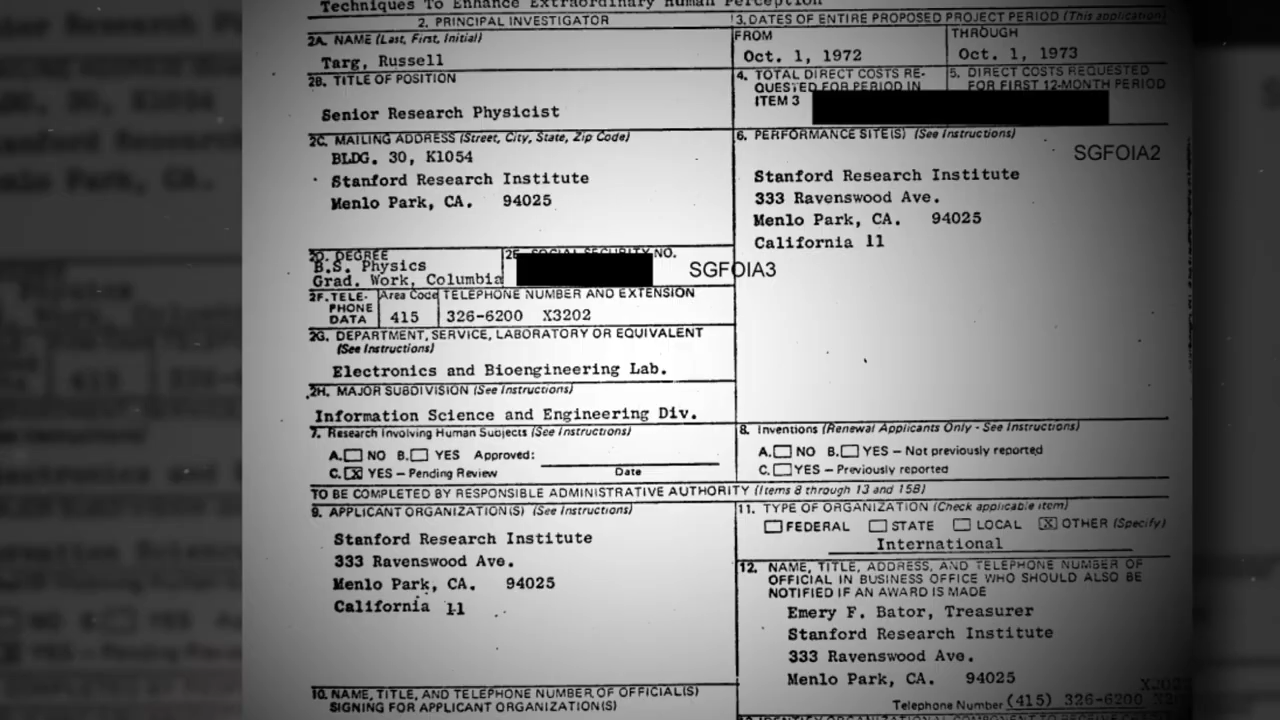 Techniques To Enhance Extraordinary Human Perception
2. PRINCIPAL INVESTIGATOR
2A. NAME (Last, First, Initial)
Targ, Russell
2B. TITLE OF POSITION
Senior Research Physicist
2C. MAILING ADDRESS (Street, City, State, Zip Code)
BLDG. 30, K1054
Stanford Research Institute
Menlo Park, CA. 94025
2D. DEGREE
B.S. Physics
Grad. Work, Columbia
2E. SOCIAL SECURITY NO.
SGFOIA3
2F. TELE-PHONE DATA
Area Code
415
TELEPHONE NUMBER AND EXTENSION
326-6200 X3202
2G. DEPARTMENT, SERVICE, LABORATORY OR EQUIVALENT
(See Instructions)
Electronics and Bioengineering Lab.
2H. MAJOR SUBDIVISION (See Instructions)
Information Science and Engineering Div.
7. Research Involving Human Subjects (See Instructions)
A. NO B. YES Approved:
Date
C. X YES – Pending Review
3. DATES OF ENTIRE PROPOSED PROJECT PERIOD (This application)
FROM
Oct. 1, 1972
THROUGH
Oct. 1, 1973
4. TOTAL DIRECT COSTS RE-
QUESTED FOR PERIOD IN
ITEM 3
5. DIRECT COSTS REQUESTED
FOR FIRST 12-MONTH PERIOD
6. PERFORMANCE SITE(S) (See Instructions)
SGFOIA2
Stanford Research Institute
333 Ravenswood Ave.
Menlo Park, CA. 94025
California 11
8. Inventions (Renewal Applicants Only - See Instructions)
A. NO B. YES – Not previously reported
C. YES – Previously reported
TO BE COMPLETED BY RESPONSIBLE ADMINISTRATIVE AUTHORITY (Items 8 through 13 and 15B)
9. APPLICANT ORGANIZATION(S) (See Instructions)
Stanford Research Institute
333 Ravenswood Ave.
Menlo Park, CA. 94025
California 11
10. NAME, TITLE, AND TELEPHONE NUMBER OF OFFICIAL(S)
SIGNING FOR APPLICANT ORGANIZATION(S)
11. TYPE OF ORGANIZATION (Check applicable item)
FEDERAL STATE LOCAL X OTHER (Specify)
International
12. NAME, TITLE, ADDRESS, AND TELEPHONE NUMBER OF
OFFICIAL IN BUSINESS OFFICE WHO SHOULD ALSO BE
NOTIFIED IF AN AWARD IS MADE
Emery F. Bator, Treasurer
Stanford Research Institute
333 Ravenswood Ave.
Menlo Park, CA. 94025
Telephone Number (415) 326-6200